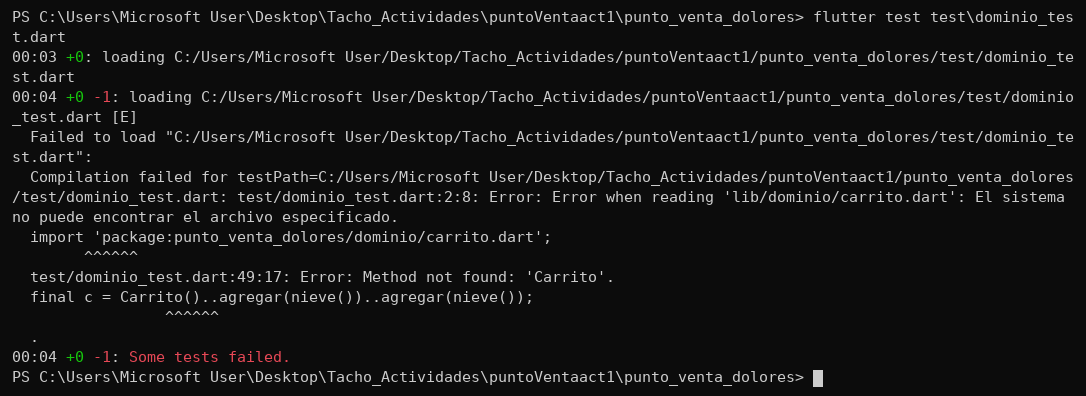 PS C:\Users\Microsoft User\Desktop\Tacho_Actividades\puntoVentaact1\punto_venta_dolores> flutter test test\dominio_tes
t.dart
00:03 +0: loading C:/Users/Microsoft User/Desktop/Tacho_Actividades/puntoVentaact1/punto_venta_dolores/test/dominio_te
st.dart
00:04 +0 -1: loading C:/Users/Microsoft User/Desktop/Tacho_Actividades/puntoVentaact1/punto_venta_dolores/test/dominio
_test.dart [E]
  Failed to load "C:/Users/Microsoft User/Desktop/Tacho_Actividades/puntoVentaact1/punto_venta_dolores/test/dominio_te
st.dart":
  Compilation failed for testPath=C:/Users/Microsoft User/Desktop/Tacho_Actividades/puntoVentaact1/punto_venta_dolores
/test/dominio_test.dart: test/dominio_test.dart:2:8: Error: Error when reading 'lib/dominio/carrito.dart': El sistema
no puede encontrar el archivo especificado.
  import 'package:punto_venta_dolores/dominio/carrito.dart';
        ^^^^^^
  test/dominio_test.dart:49:17: Error: Method not found: 'Carrito'.
  final c = Carrito()..agregar(nieve())..agregar(nieve());
                 ^^^^^^
  .
00:04 +0 -1: Some tests failed.
PS C:\Users\Microsoft User\Desktop\Tacho_Actividades\puntoVentaact1\punto_venta_dolores>